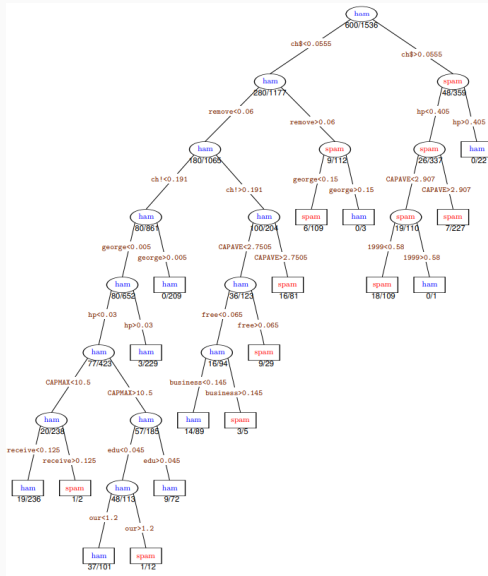 ham
600/1536
ch$<0.0555
ch$>0.0555
ham
280/1177
spam
48/359
remove<0.06
remove>0.06
hp<0.405
hp>0.405
ham
180/1065
spam
9/112
spam
26/337
ham
0/22
ch!<0.191
ch!>0.191
george<0.15
george>0.15
CAPAVE<2.907
CAPAVE>2.907
ham
80/861
ham
100/204
spam
6/109
ham
0/3
spam
19/110
spam
7/227
george<0.005
george>0.005
CAPAVE<2.7505
CAPAVE>2.7505
1999<0.58
1999>0.58
ham
80/652
ham
0/209
ham
36/123
spam
16/81
spam
18/109
ham
0/1
hp<0.03
hp>0.03
free<0.065
free>0.065
ham
77/423
ham
3/229
ham
16/94
spam
9/29
CAPMAX<10.5
CAPMAX>10.5
business<0.145
business>0.145
ham
20/238
ham
57/185
ham
14/89
spam
3/5
receive<0.125
receive>0.125
edu<0.045
edu>0.045
ham
19/236
spam
1/2
ham
48/113
ham
9/72
our<1.2
our>1.2
ham
37/101
spam
1/12